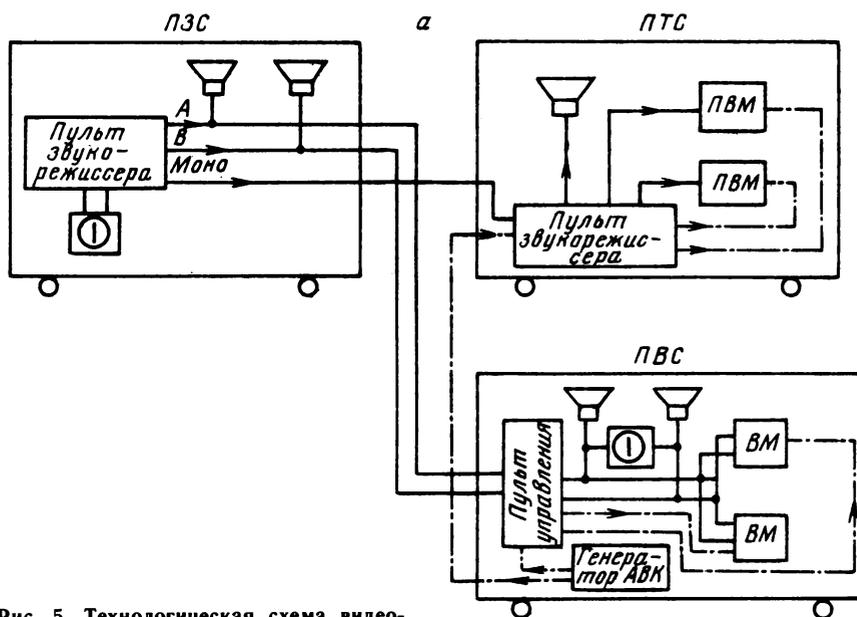 ПЗС
а
ПТС
А
В
Моно
Пульт
звуко-
режиссера
ПВМ
ПВМ
Пульт
звукарежис-
сера
ПВС
Пульт
управления
ВМ
ВМ
Генера-
тор АВК
Рис. 5. Технологическая схема видео-